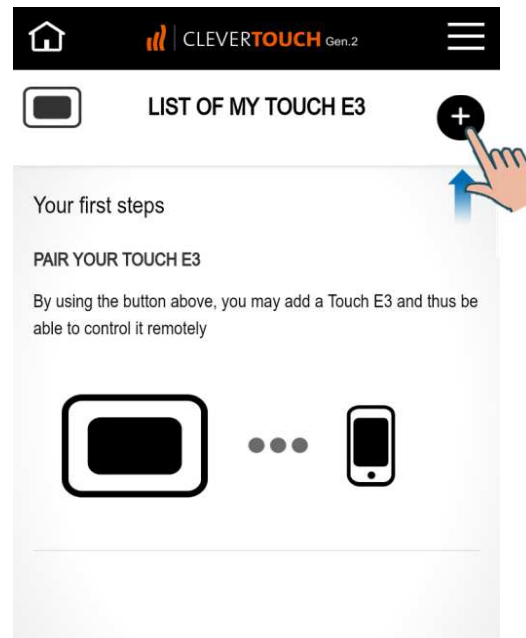 CLEVERTOUCH Gen.2
LIST OF MY TOUCH E3
Your first steps
PAIR YOUR TOUCH E3
By using the button above, you may add a Touch E3 and thus be
able to control it remotely